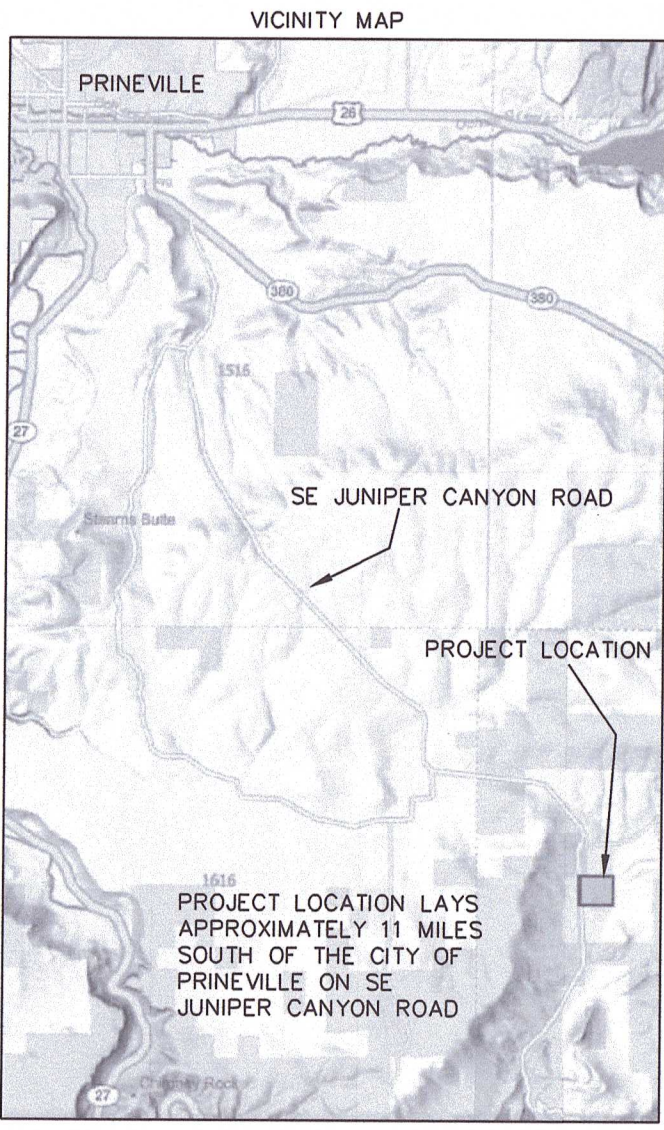 VICINITY MAP
PRINEVILLE
26
380
380
1516
27
SE JUNIPER CANYON ROAD
Stearns Butte
PROJECT LOCATION
1616
PROJECT LOCATION LAYS
APPROXIMATELY 11 MILES
SOUTH OF THE CITY OF
PRINEVILLE ON SE
JUNIPER CANYON ROAD
Chimney Rock
27